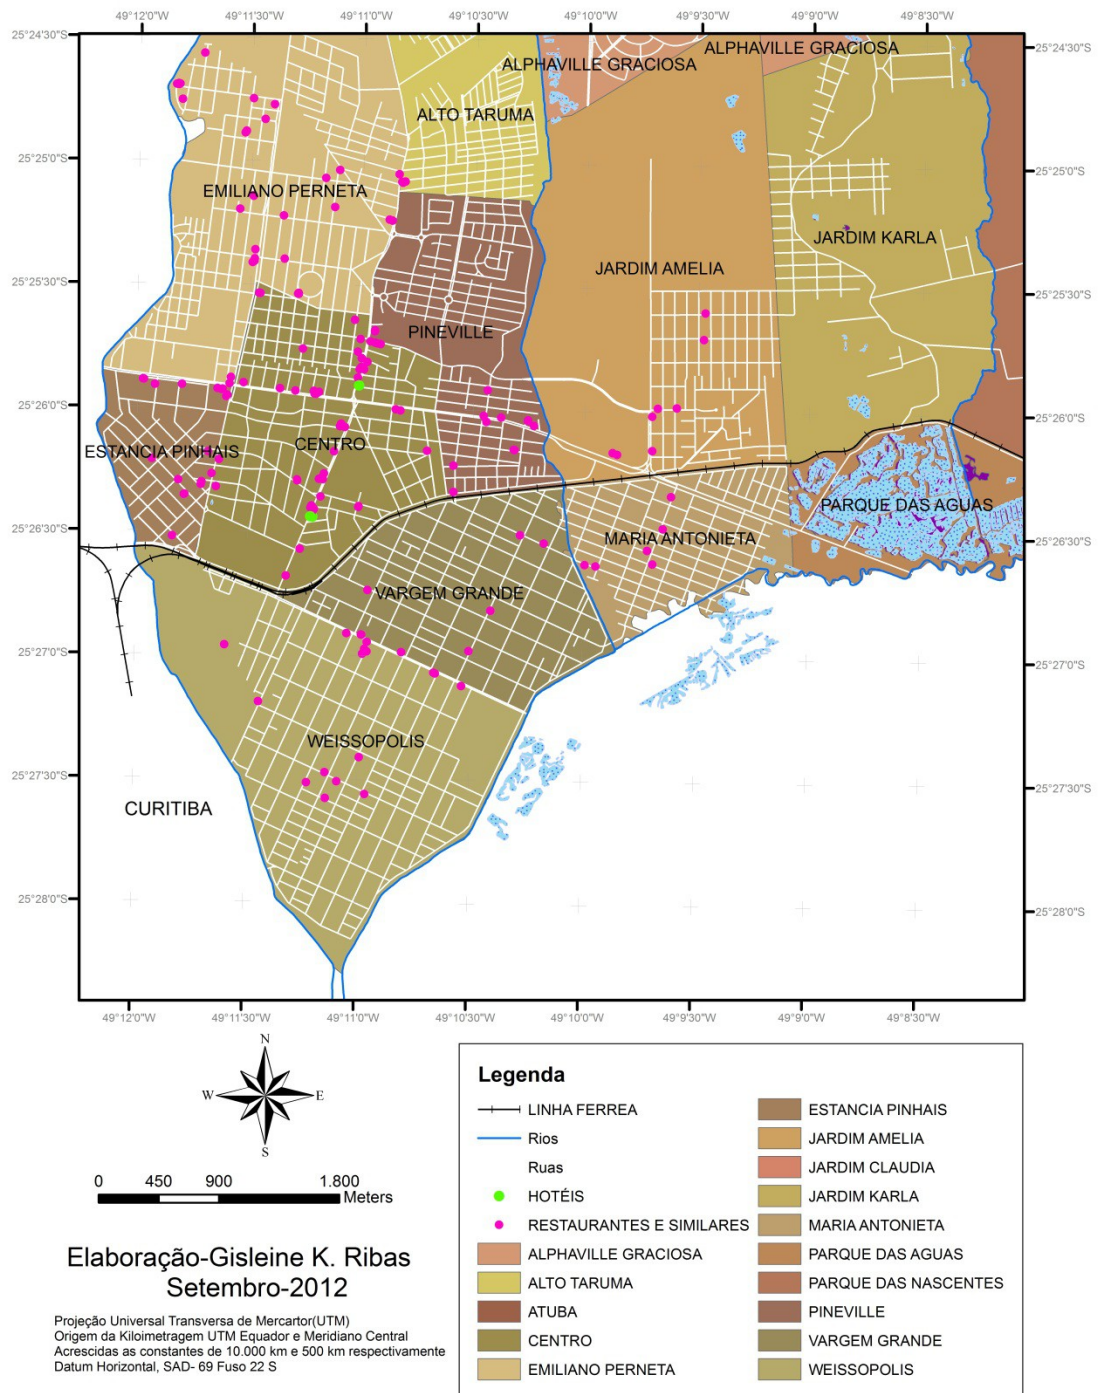 49°12'0"W 49°11'30"W 49°11'0"W 49°10'30"W 49°10'0"W 49°9'30"W 49°9'0"W 49°8'30"W
25°24'30"S
25°24'30"S
ALPHAVILLE GRACIOSA
ALPHAVILLE GRACIOSA
ALTO TARUMA
25°25'0"S
25°25'0"S
EMILIANO PERNETA
JARDIM KARLA
JARDIM AMELIA
25°25'30"S
25°25'30"S
PINEVILLE
25°26'0"S
25°26'0"S
CENTRO
ESTANCIA PINHAIS
PARQUE DAS AGUAS
25°26'30"S
25°26'30"S
MARIA ANTONIETA
VARGEM GRANDE
25°27'0"S
25°27'0"S
WEISSOPOLIS
25°27'30"S
25°27'30"S
CURITIBA
25°28'0"S
25°28'0"S
49°12'0"W 49°11'30"W 49°11'0"W 49°10'30"W 49°10'0"W 49°9'30"W 49°9'0"W 49°8'30"W
N
W E
S
0 450 900 1.800
Meters
Elaboração-Gisleine K. Ribas
Setembro-2012
Projeção Universal Transversa de Mercartor(UTM)
Origem da Kiloimetragem UTM Equador e Meridiano Central
Acrescidas as constantes de 10.000 km e 500 km respectivamente
Datum Horizontal, SAD- 69 Fuso 22 S
Legenda
LINHA FERREA
Rios
Ruas
HOTÉIS
RESTAURANTES E SIMILARES
ALPHAVILLE GRACIOSA
ALTO TARUMA
ATUBA
CENTRO
EMILIANO PERNETA
ESTANCIA PINHAIS
JARDIM AMELIA
JARDIM CLAUDIA
JARDIM KARLA
MARIA ANTONIETA
PARQUE DAS AGUAS
PARQUE DAS NASCENTES
PINEVILLE
VARGEM GRANDE
WEISSOPOLIS